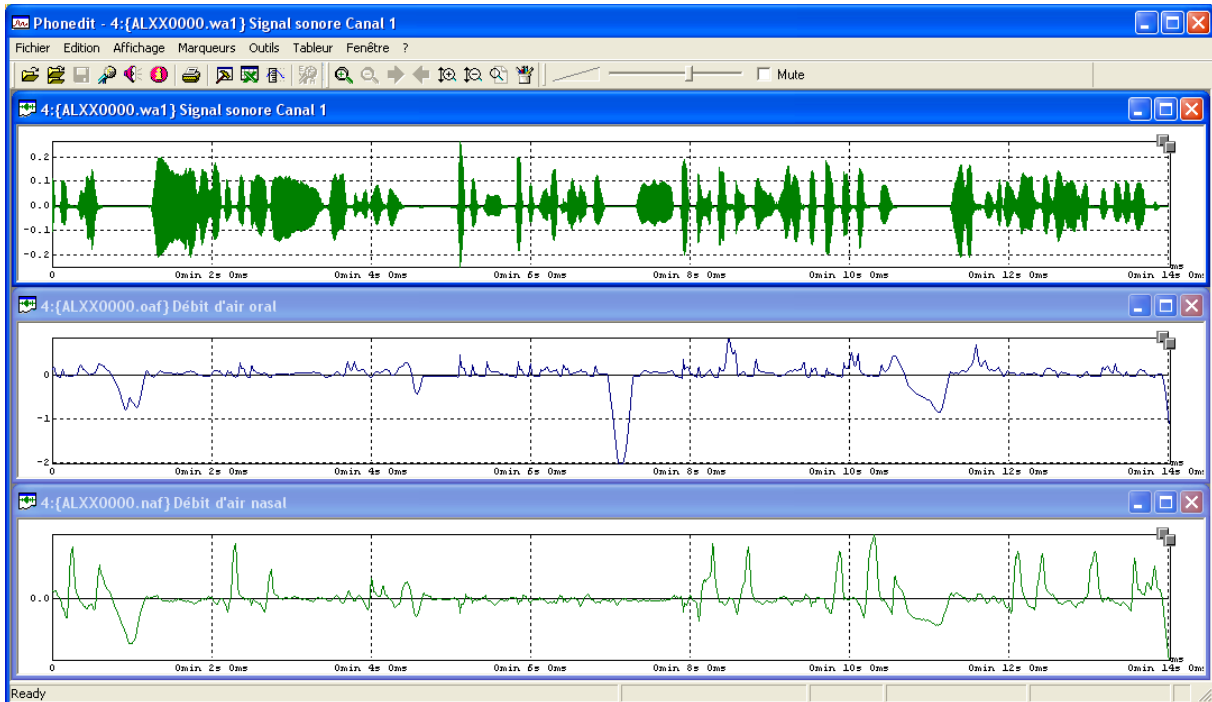 Phonedit - 4:{ALXX0000.wa1} Signal sonore Canal 1
Fichier Edition Affichage Marqueurs Outils Tableur Fenêtre ?
Mute
4:{ALXX0000.wa1} Signal sonore Canal 1
0.2
0.1
0.0
-0.1
-0.2
ms
0 0min 2s 0ms 0min 4s 0ms 0min 6s 0ms 0min 8s 0ms 0min 10s 0ms 0min 12s 0ms 0min 14s 0ms
4:{ALXX0000.oaf} Débit d'air oral
0
-1
-2
ms
0 0min 2s 0ms 0min 4s 0ms 0min 6s 0ms 0min 8s 0ms 0min 10s 0ms 0min 12s 0ms 0min 14s 0ms
4:{ALXX0000.naf} Débit d'air nasal
0.0
ms
0 0min 2s 0ms 0min 4s 0ms 0min 6s 0ms 0min 8s 0ms 0min 10s 0ms 0min 12s 0ms 0min 14s 0ms
Ready